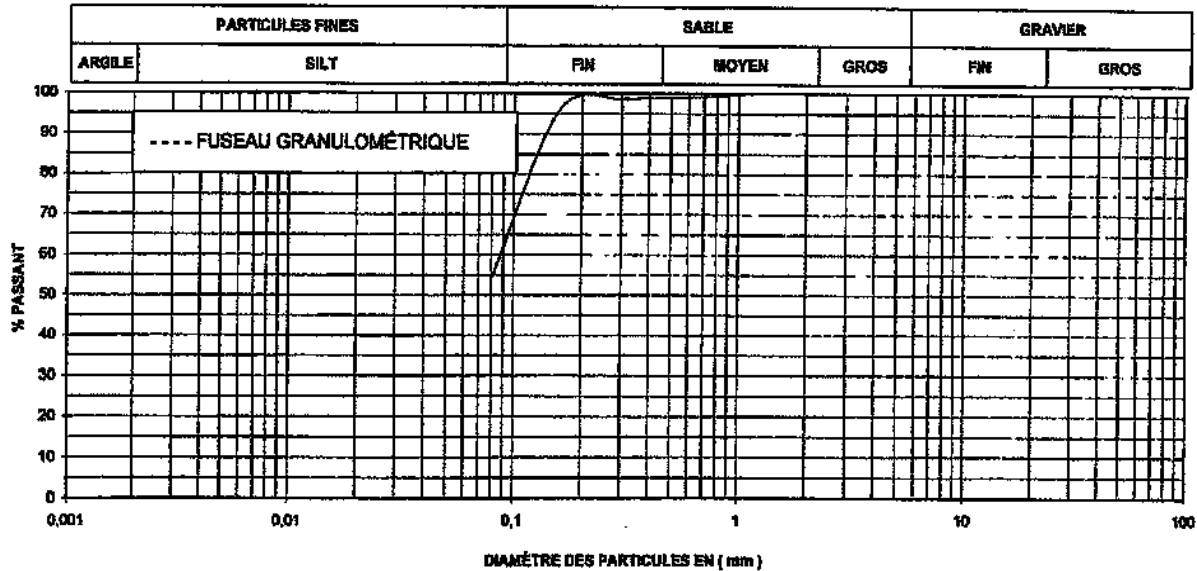 PARTICULES FINES SABLE GRAVIER
ARGILE SILT FIN MOYEN GROS FIN GROS
100
90
80
70
60
50
40
30
20
10
0
% PASSANT
---- FUSEAU GRANULOMÉTRIQUE
0,001 0,01 0,1 1 10 100
DIAMÈTRE DES PARTICULES EN ( mm )